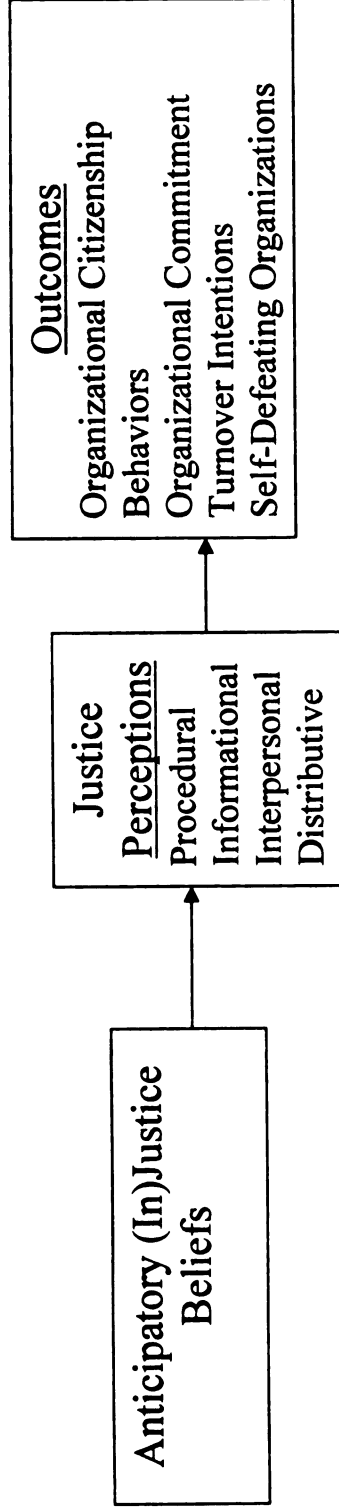 Anticipatory (In)Justice
Beliefs
Justice
Perceptions
Procedural
Informational
Interpersonal
Distributive
Outcomes
Organizational Citizenship
Behaviors
Organizational Commitment
Turnover Intentions
Self-Defeating Organizations